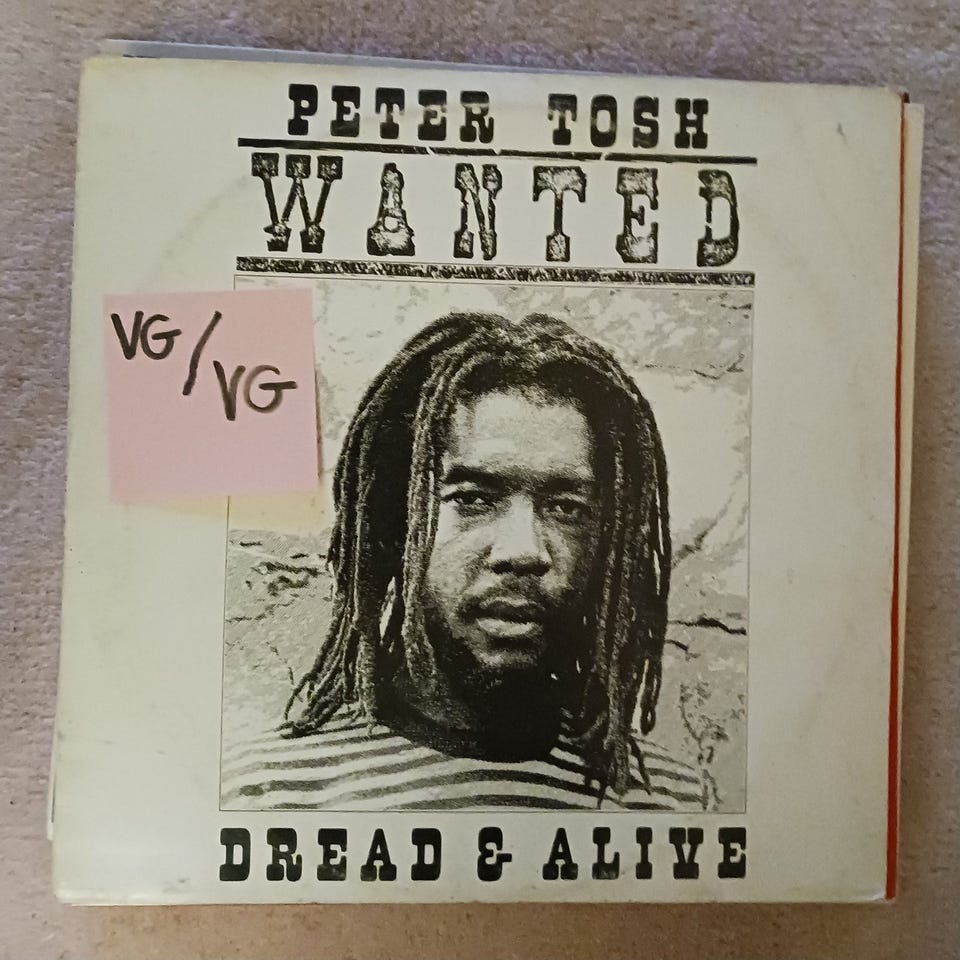 PETER TOSH
WANTED
VG/
VG
DREAD & ALIVE